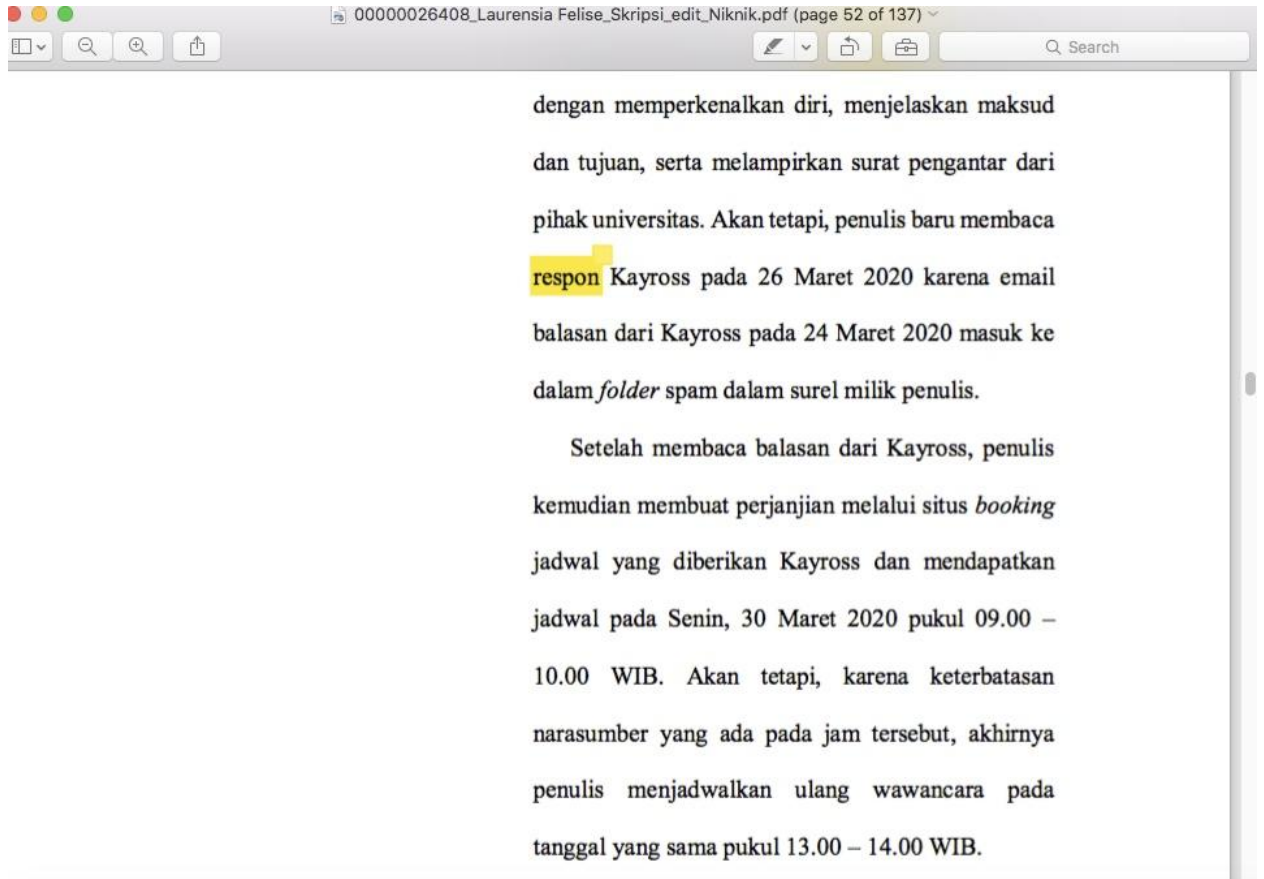 00000026408_Laurensia Felise_Skripsi_edit_Niknik.pdf (page 52 of 137)
Search
dengan memperkenalkan diri, menjelaskan maksud
dan tujuan, serta melampirkan surat pengantar dari
pihak universitas. Akan tetapi, penulis baru membaca
respon Kayross pada 26 Maret 2020 karena email
balasan dari Kayross pada 24 Maret 2020 masuk ke
dalam folder spam dalam surel milik penulis.
Setelah membaca balasan dari Kayross, penulis
kemudian membuat perjanjian melalui situs booking
jadwal yang diberikan Kayross dan mendapatkan
jadwal pada Senin, 30 Maret 2020 pukul 09.00 –
10.00 WIB. Akan tetapi, karena keterbatasan
narasumber yang ada pada jam tersebut, akhirnya
penulis menjadwalkan ulang wawancara pada
tanggal yang sama pukul 13.00 – 14.00 WIB.